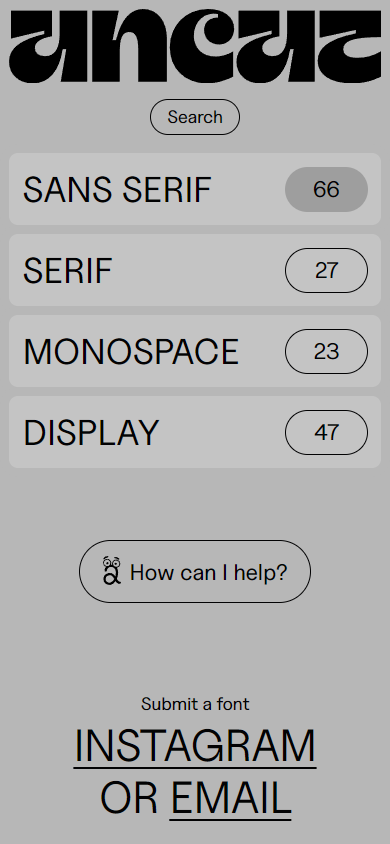 uncut
Search
SANS SERIF 66
SERIF 27
MONOSPACE 23
DISPLAY 47
How can I help?
Submit a font
INSTAGRAM
OR EMAIL